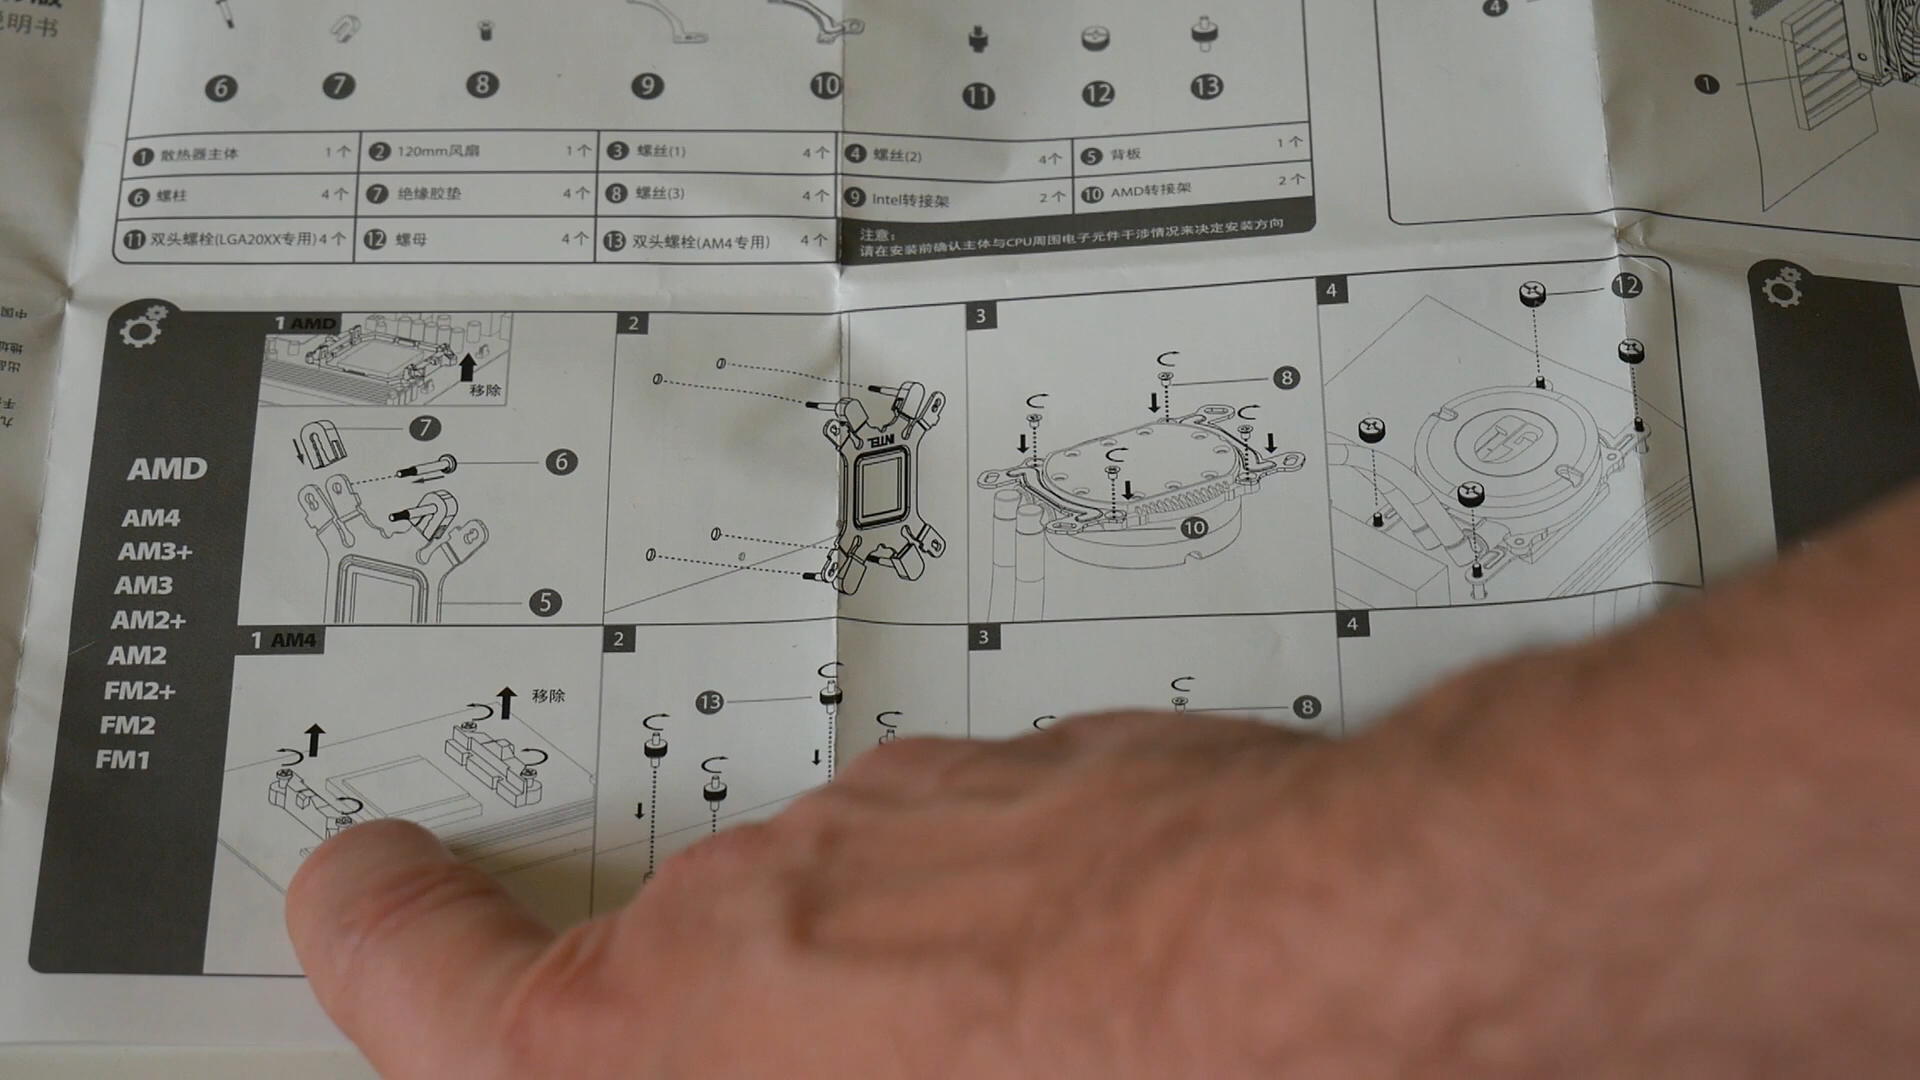 说明书
4
1
6 7 8 9 10 11 12 13
1 散热器主体 1个 2 120mm风扇 1个 3 螺丝(1) 4个 4 螺丝(2) 4个 5 背板 1个
6 螺柱 4个 7 绝缘胶垫 4个 8 螺丝(3) 4个 9 Intel转接架 2个 10 AMD转接架 2个
11 双头螺栓(LGA20XX专用) 4个 12 螺母 4个 13 双头螺栓(AM4专用) 4个
注意:
请在安装前确认主体与CPU周围电子元件干涉情况来决定安装方向
AMD
AM4
AM3+
AM3
AM2+
AM2
FM2+
FM2
FM1
1 AMD
移除
7
6
5
2
INTEL
3
8
10
4
12
1 AM4
移除
2
13
3
8
4
中国